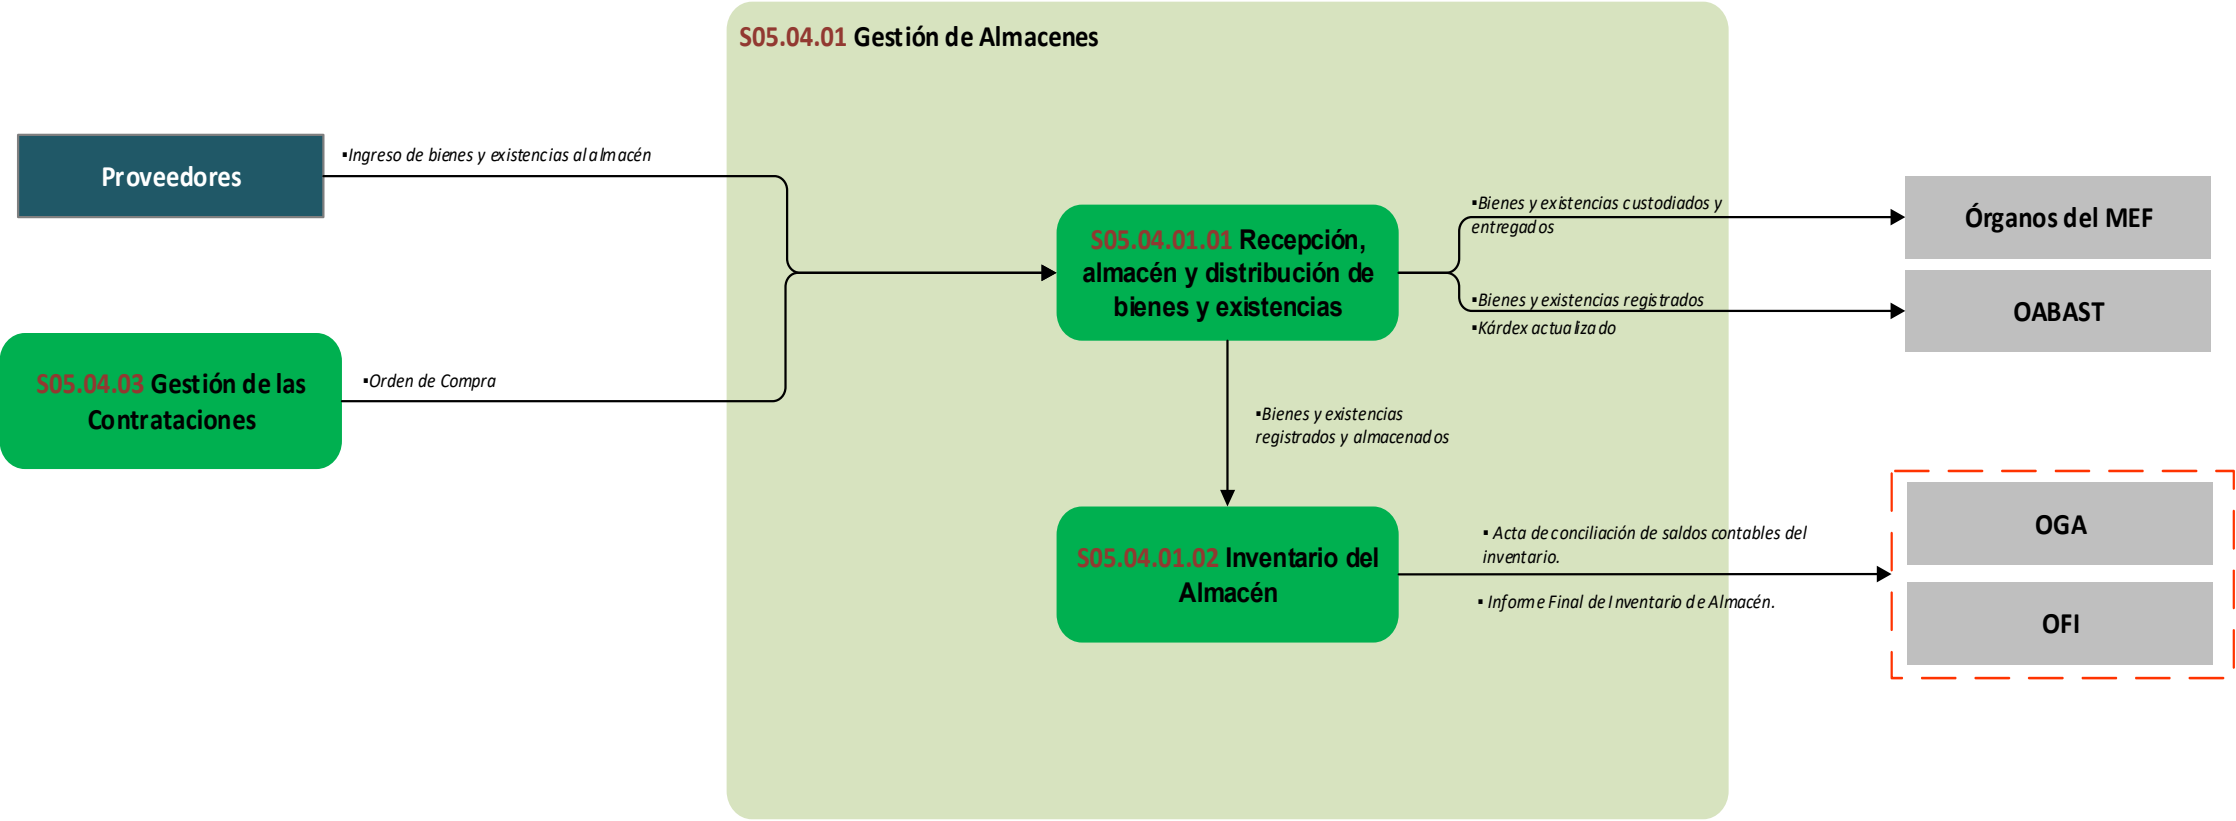 S05.04.01 Gestión de Almacenes
Proveedores
▪Ingreso de bienes y existencias al almacén
S05.04.03 Gestión de las
Contrataciones
▪Orden de Compra
S05.04.01.01 Recepción,
almacén y distribución de
bienes y existencias
▪Bienes y existencias custodiados y
entregados
▪Bienes y existencias registrados
▪Kárdex actualizado
Órganos del MEF
OABAST
▪Bienes y existencias
registrados y almacenados
S05.04.01.02 Inventario del
Almacén
▪ Acta de conciliación de saldos contables del
inventario.
▪ Informe Final de Inventario de Almacén.
OGA
OFI